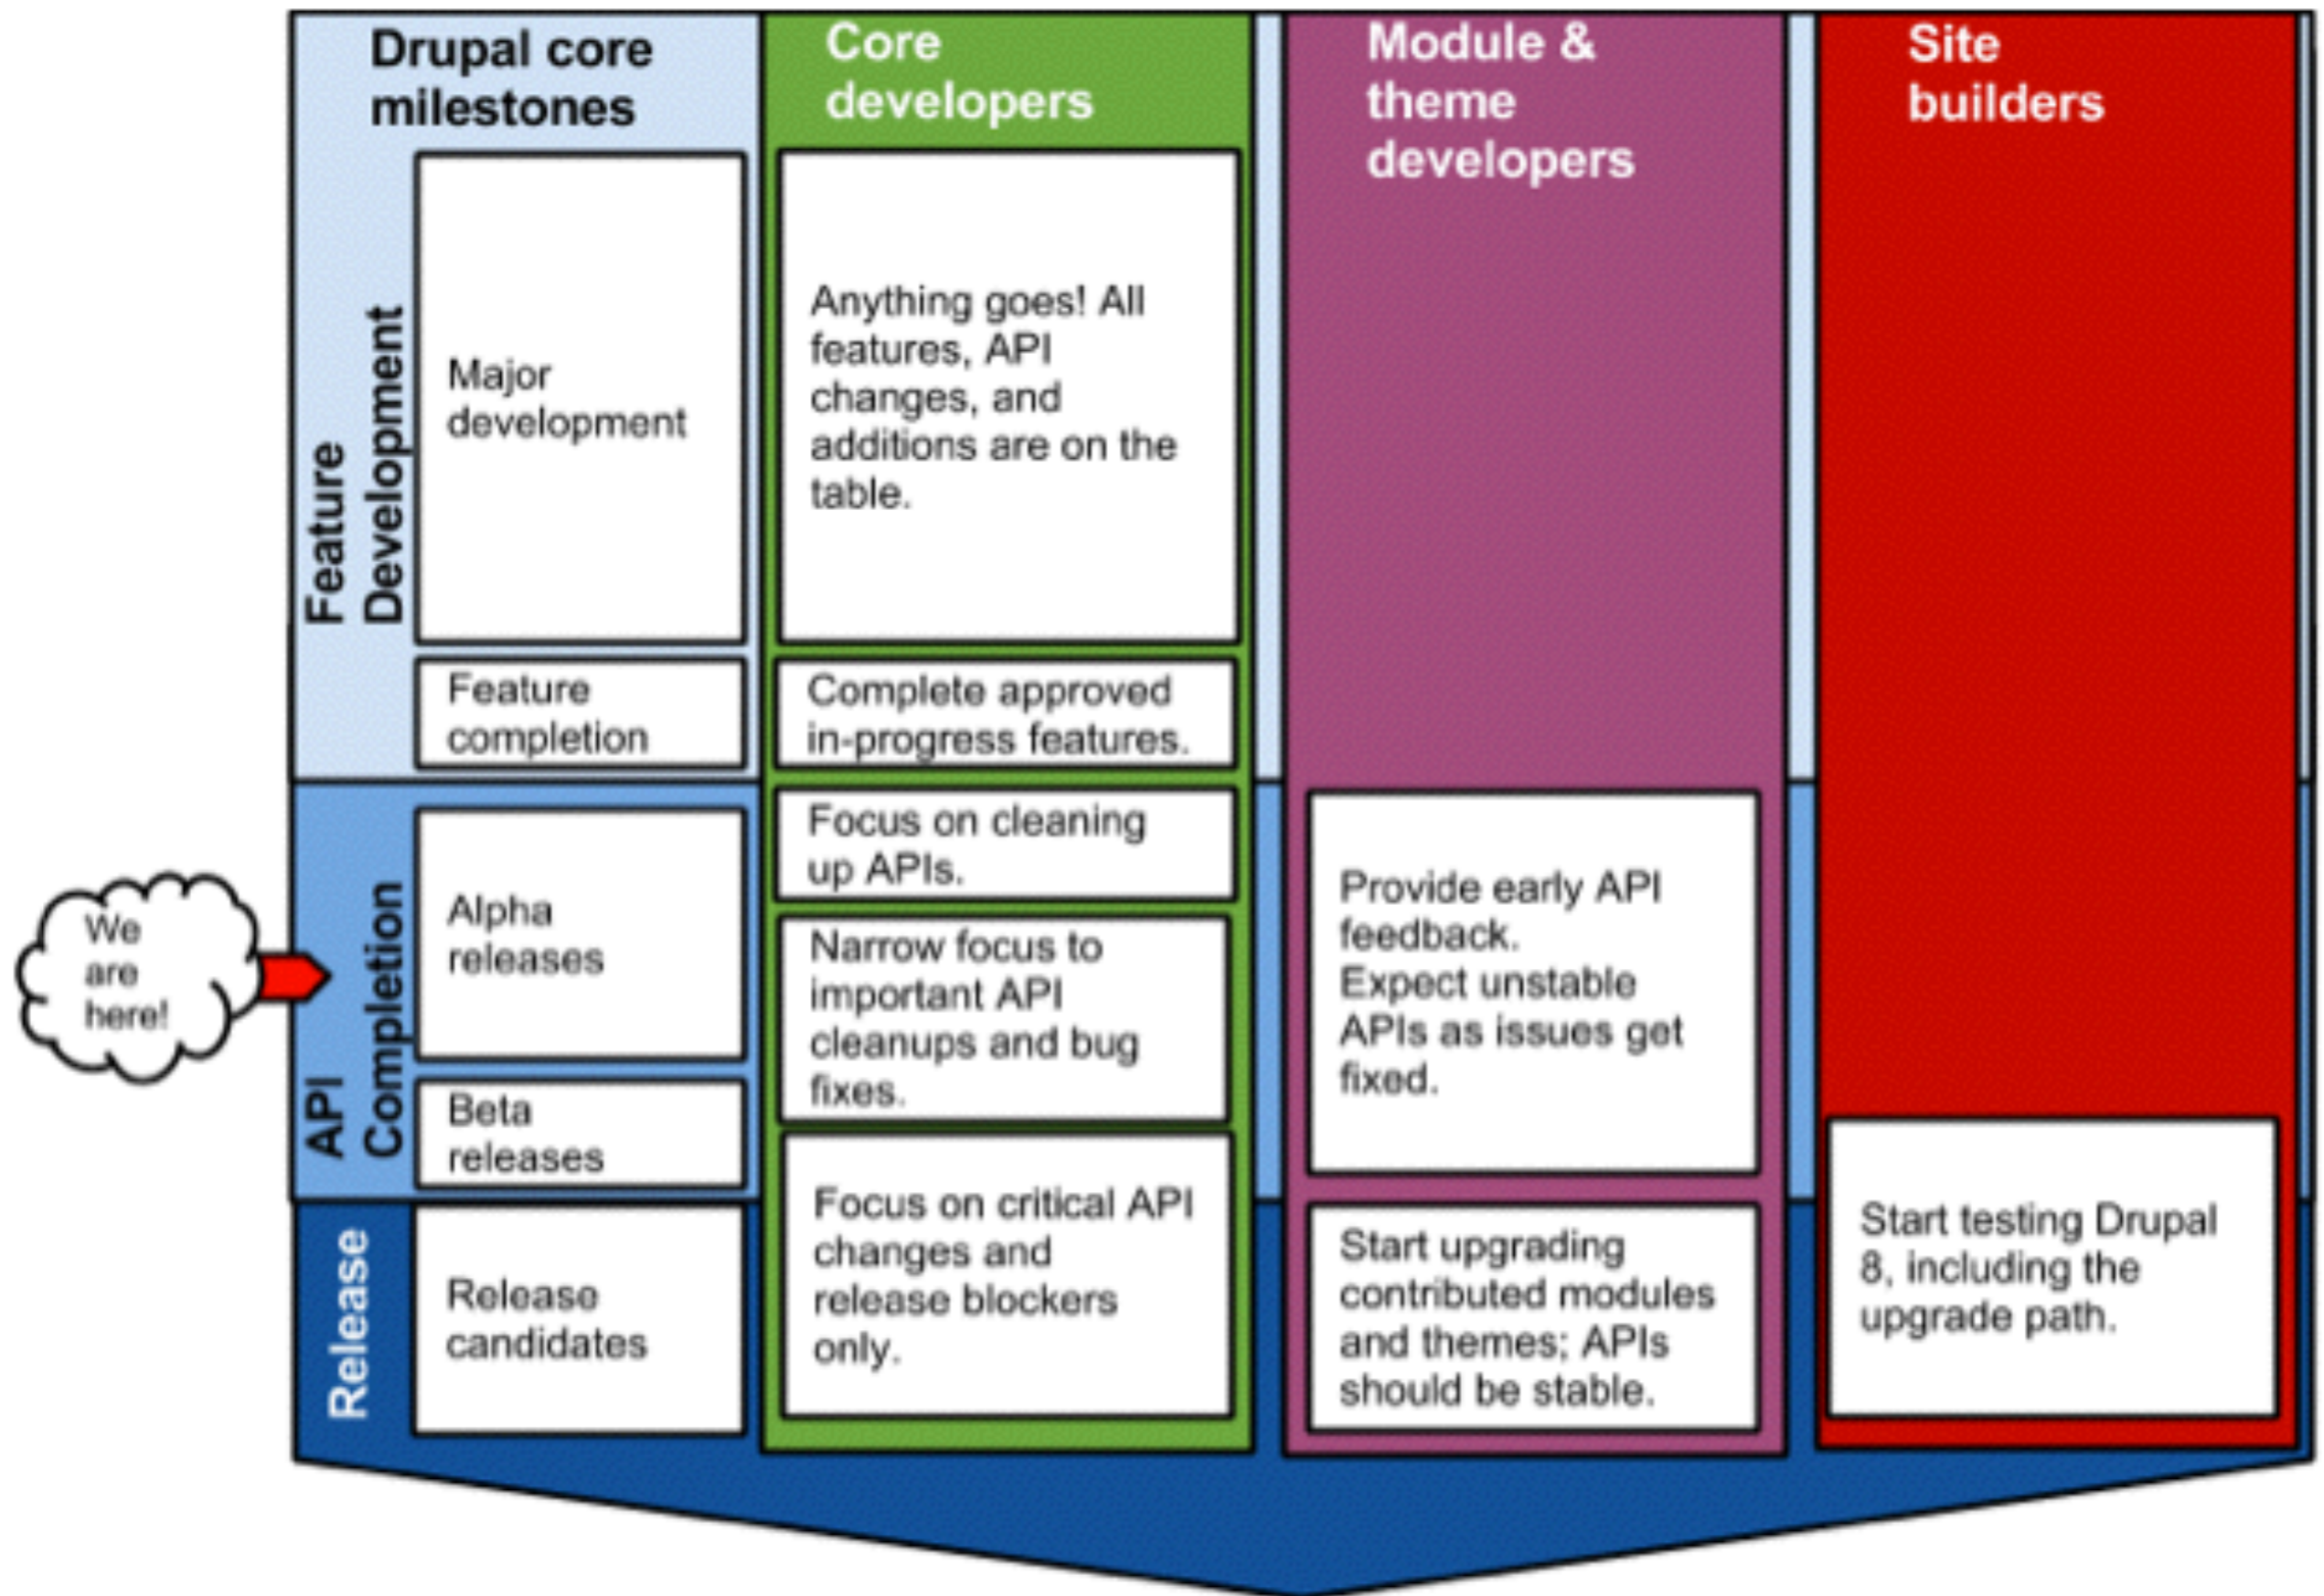 Drupal core
milestones
Core
developers
Module &
theme
developers
Site
builders
Feature
Development
Major
development
Anything goes! All
features, API
changes, and
additions are on the
table.
Feature
completion
Complete approved
in-progress features.
API
Completion
We
are
here!
Alpha
releases
Focus on cleaning
up APIs.
Narrow focus to
important API
cleanups and bug
fixes.
Provide early API
feedback.
Expect unstable
APIs as issues get
fixed.
Beta
releases
Release
Release
candidates
Focus on critical API
changes and
release blockers
only.
Start upgrading
contributed modules
and themes; APIs
should be stable.
Start testing Drupal
8, including the
upgrade path.